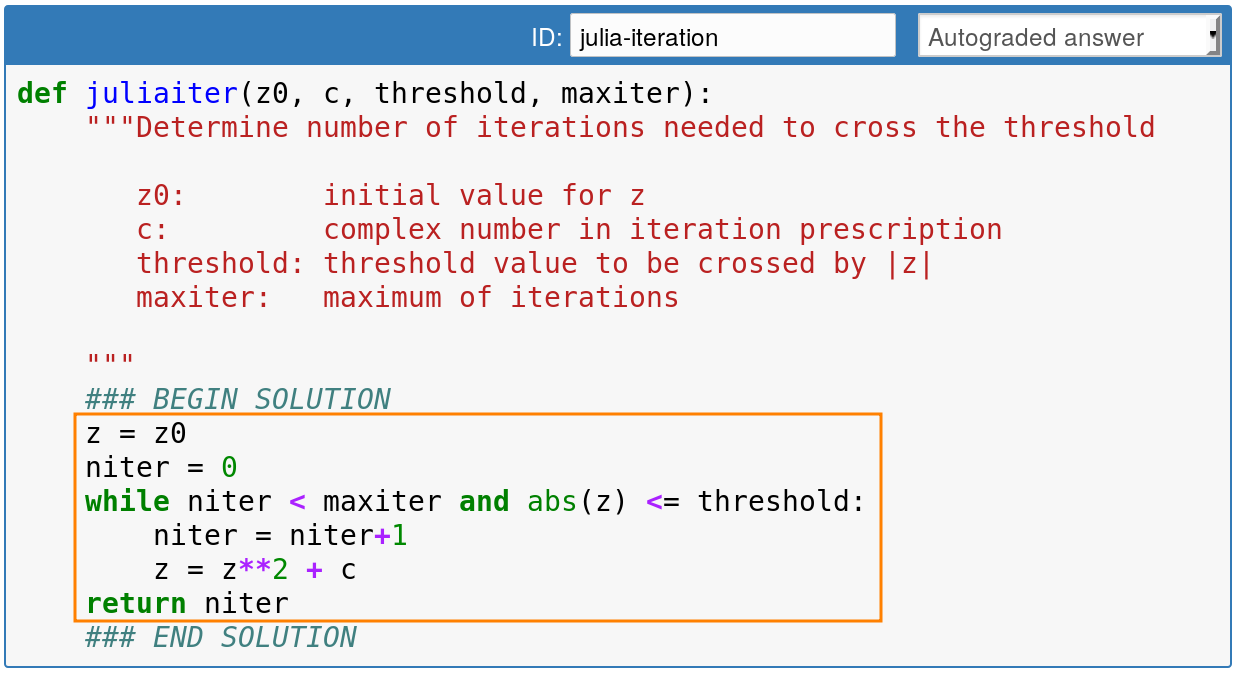 ID: julia-iteration Autograded answer
def juliaiter(z0, c, threshold, maxiter):
    """Determine number of iterations needed to cross the threshold
       z0:        initial value for z
       c:         complex number in iteration prescription
       threshold: threshold value to be crossed by |z|
       maxiter:   maximum of iterations
    """
    ### BEGIN SOLUTION
    z = z0
    niter = 0
    while niter < maxiter and abs(z) <= threshold:
        niter = niter+1
        z = z**2 + c
    return niter
    ### END SOLUTION